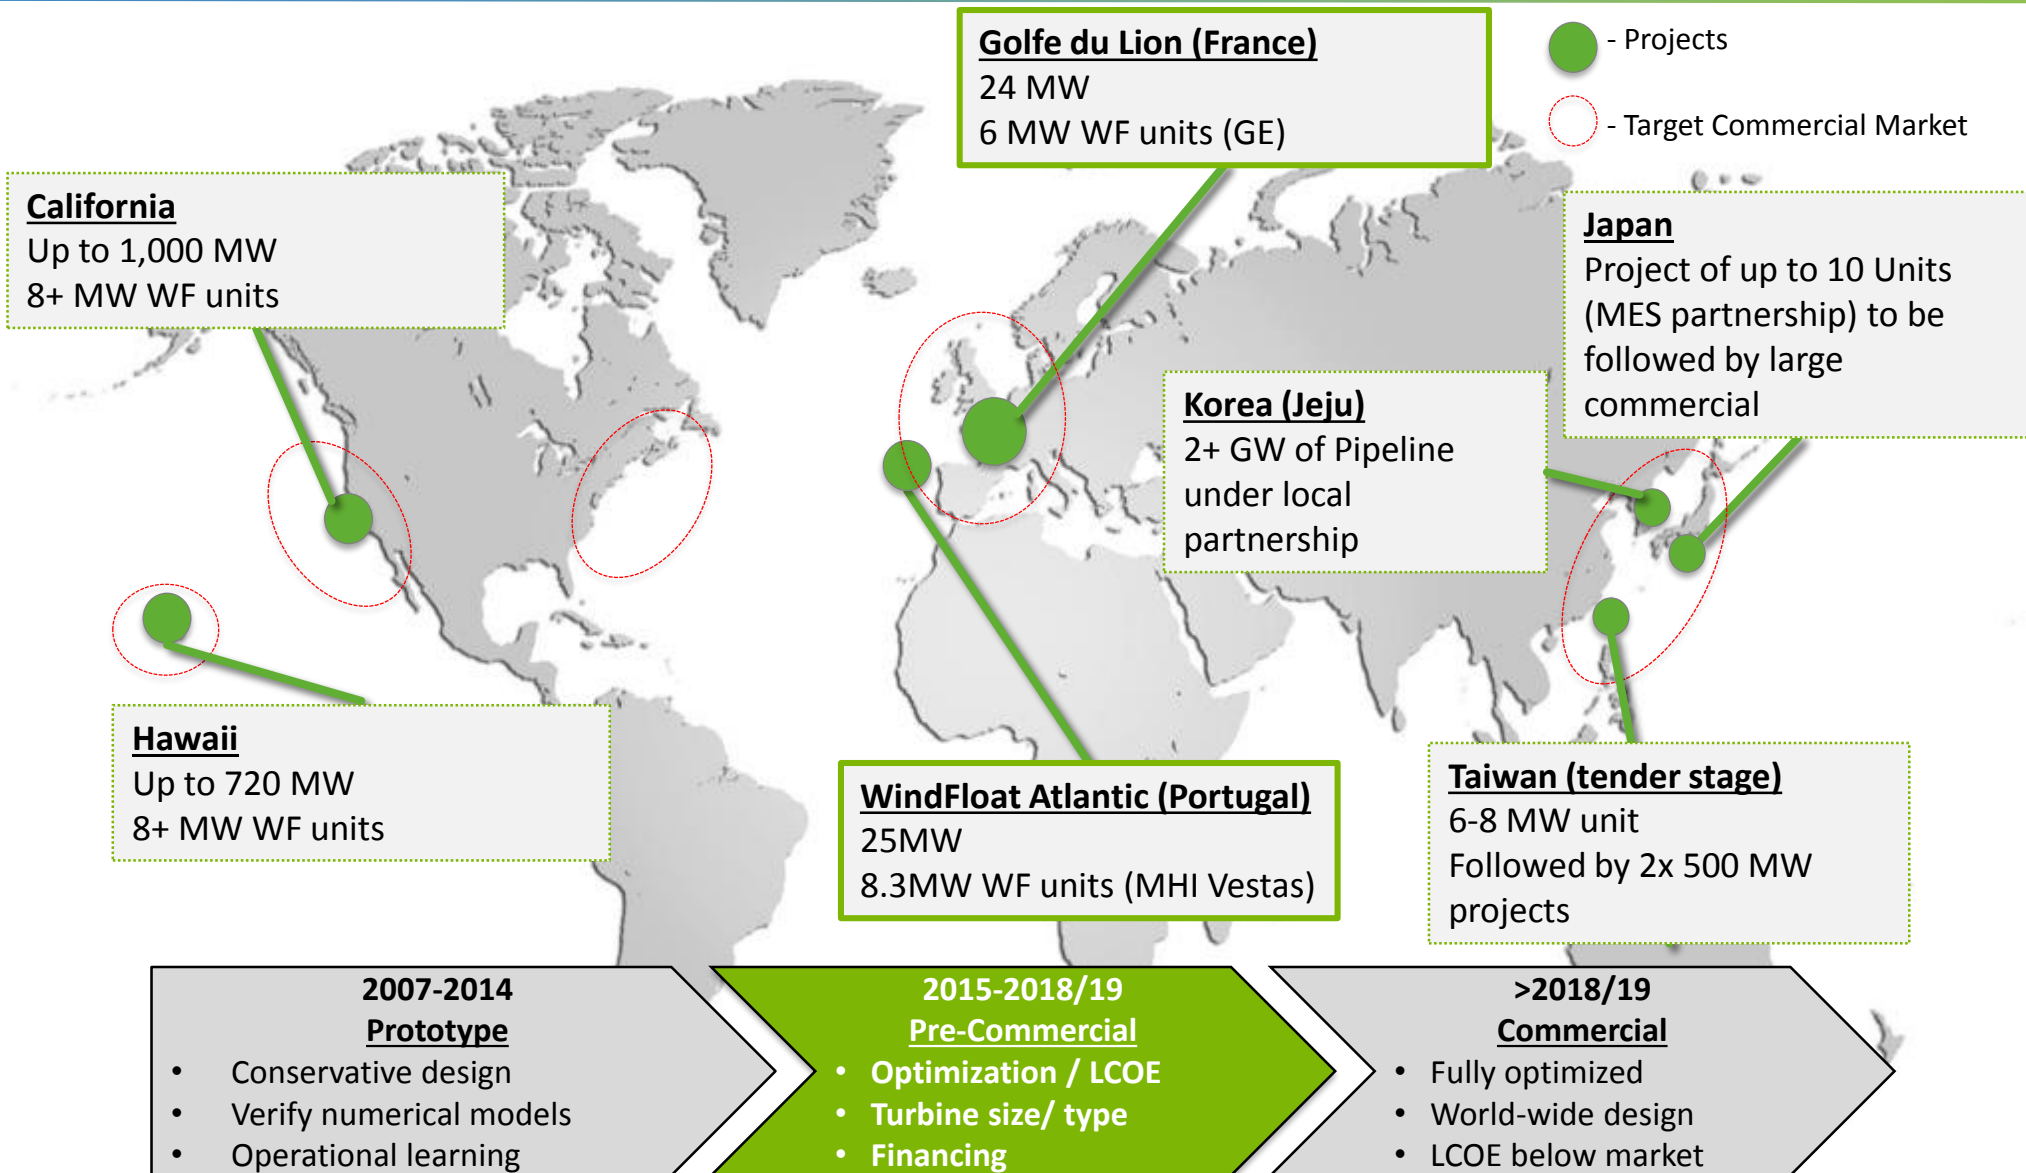 Golfe du Lion (France)
24 MW
6 MW WF units (GE)
- Projects
- Target Commercial Market
California
Up to 1,000 MW
8+ MW WF units
Japan
Project of up to 10 Units
(MES partnership) to be
followed by large
commercial
Korea (Jeju)
2+ GW of Pipeline
under local
partnership
Hawaii
Up to 720 MW
8+ MW WF units
WindFloat Atlantic (Portugal)
25MW
8.3MW WF units (MHI Vestas)
Taiwan (tender stage)
6-8 MW unit
Followed by 2x 500 MW
projects
2007-2014
Prototype
• Conservative design
• Verify numerical models
• Operational learning
2015-2018/19
Pre-Commercial
• Optimization / LCOE
• Turbine size/ type
• Financing
>2018/19
Commercial
• Fully optimized
• World-wide design
• LCOE below market